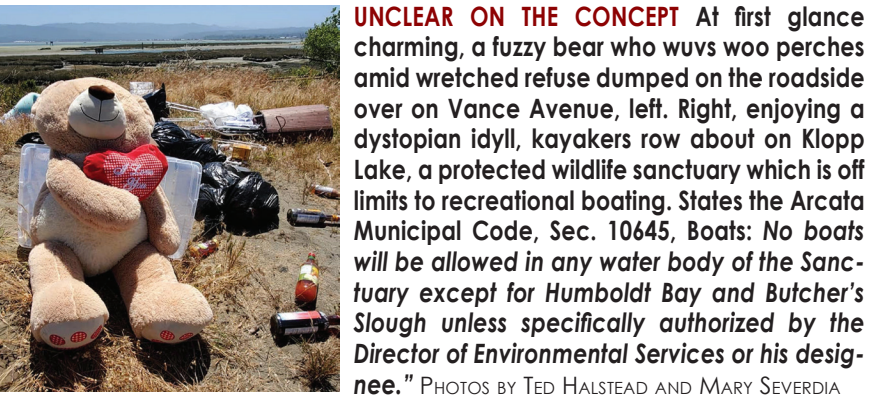 I Love
You
UNCLEAR ON THE CONCEPT At first glance
charming, a fuzzy bear who wuvs woo perches
amid wretched refuse dumped on the roadside
over on Vance Avenue, left. Right, enjoying a
dystopian idyll, kayakers row about on Klopp
Lake, a protected wildlife sanctuary which is off
limits to recreational boating. States the Arcata
Municipal Code, Sec. 10645, Boats: No boats
will be allowed in any water body of the Sanc-
tuary except for Humboldt Bay and Butcher's
Slough unless specifically authorized by the
Director of Environmental Services or his desig-
nee." Photos by Ted Halstead and Mary Severdia